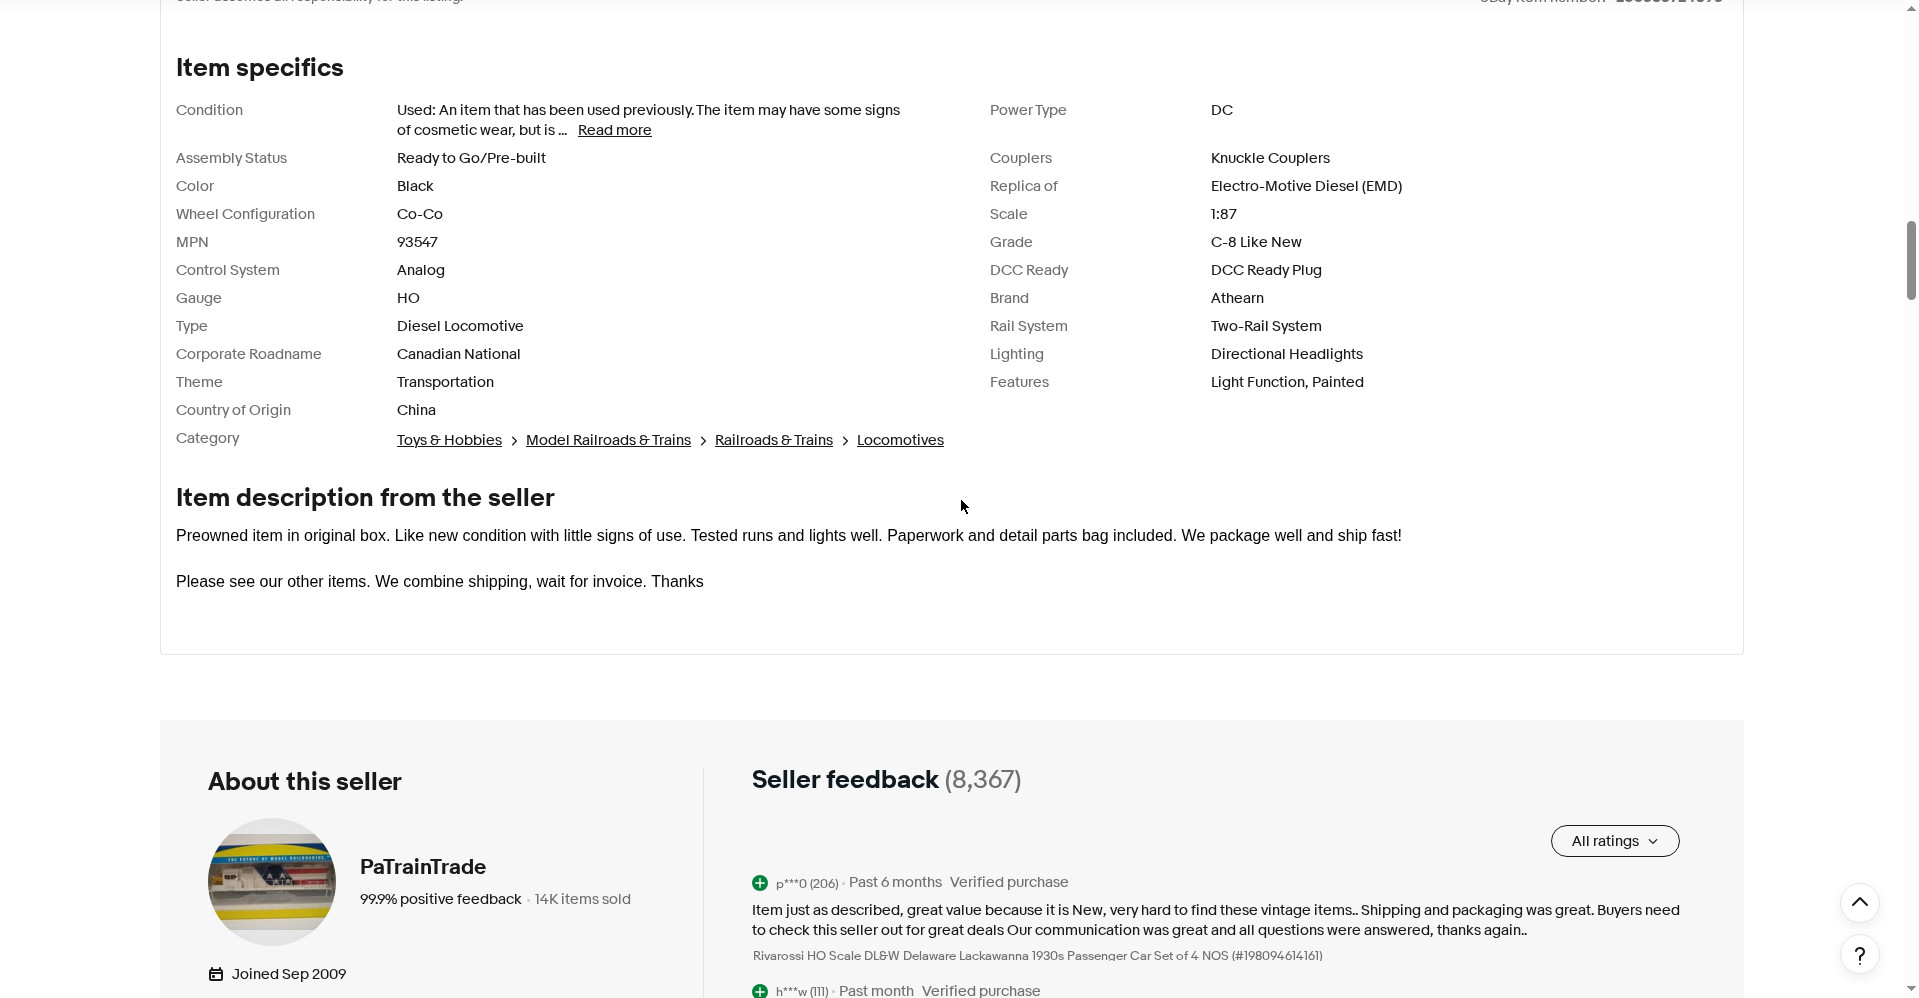 Item specifics
Condition
Used: An item that has been used previously. The item may have some signs
of cosmetic wear, but is ... Read more
Power Type
DC
Assembly Status
Ready to Go/Pre-built
Couplers
Knuckle Couplers
Color
Black
Replica of
Electro-Motive Diesel (EMD)
Wheel Configuration
Co-Co
Scale
1:87
MPN
93547
Grade
C-8 Like New
Control System
Analog
DCC Ready
DCC Ready Plug
Gauge
HO
Brand
Athearn
Type
Diesel Locomotive
Rail System
Two-Rail System
Corporate Roadname
Canadian National
Lighting
Directional Headlights
Theme
Transportation
Features
Light Function, Painted
Country of Origin
China
Category
Toys & Hobbies > Model Railroads & Trains > Railroads & Trains > Locomotives
Item description from the seller
Preowned item in original box. Like new condition with little signs of use. Tested runs and lights well. Paperwork and detail parts bag included. We package well and ship fast!
Please see our other items. We combine shipping, wait for invoice. Thanks
About this seller
THE FUTURE OF MODEL RAILROADING
PaTrainTrade
99.9% positive feedback • 14K items sold
Joined Sep 2009
Seller feedback (8,367)
All ratings
p***0 (206) • Past 6 months Verified purchase
Item just as described, great value because it is New, very hard to find these vintage items.. Shipping and packaging was great. Buyers need
to check this seller out for great deals Our communication was great and all questions were answered, thanks again..
Rivarossi HO Scale DL&W Delaware Lackawanna 1930s Passenger Car Set of 4 NOS (#198094614161)
h***w (111) • Past month Verified purchase